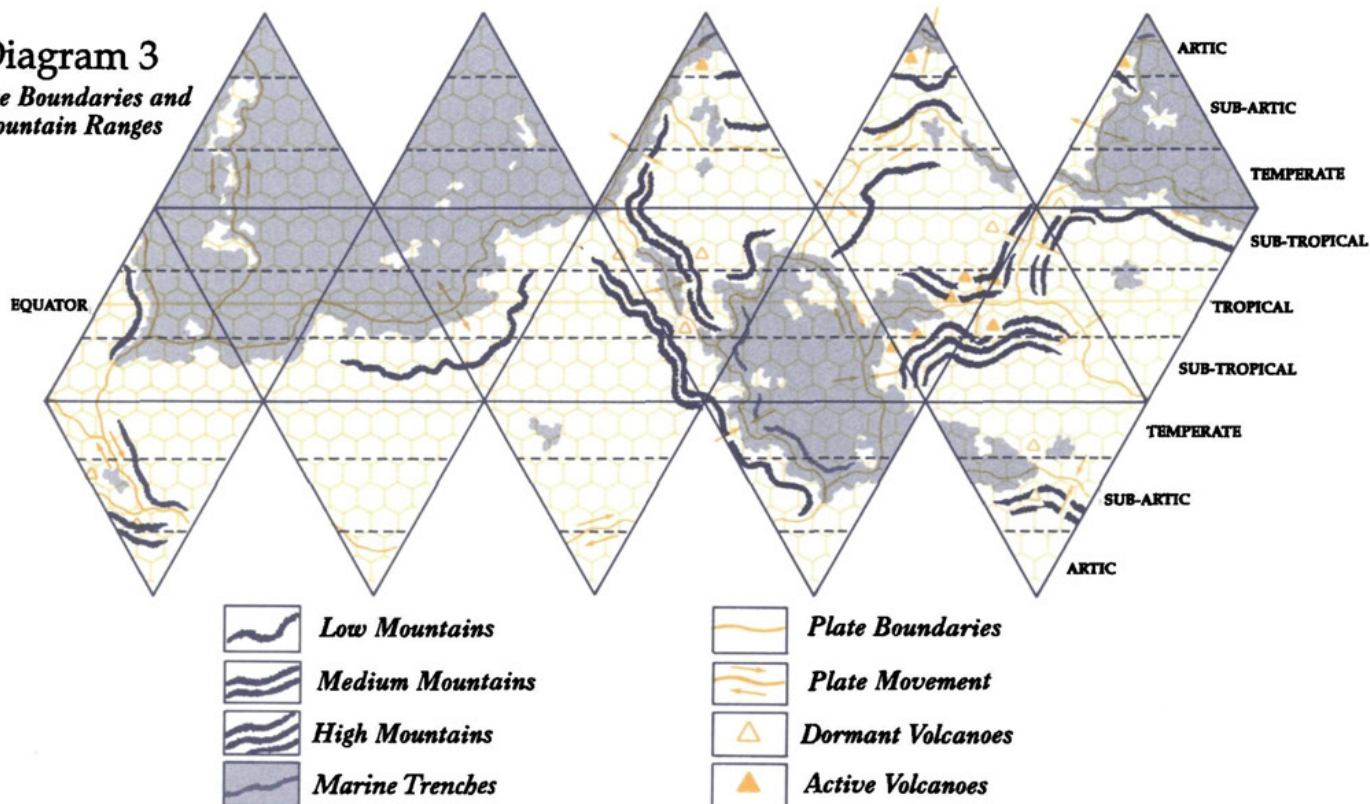 Diagram 3
e Boundaries and
ountain Ranges
ARTIC
SUB-ARTIC
TEMPERATE
SUB-TROPICAL
EQUATOR
TROPICAL
SUB-TROPICAL
TEMPERATE
SUB-ARTIC
ARTIC
Low Mountains
Medium Mountains
High Mountains
Marine Trenches
Plate Boundaries
Plate Movement
Dormant Volcanoes
Active Volcanoes